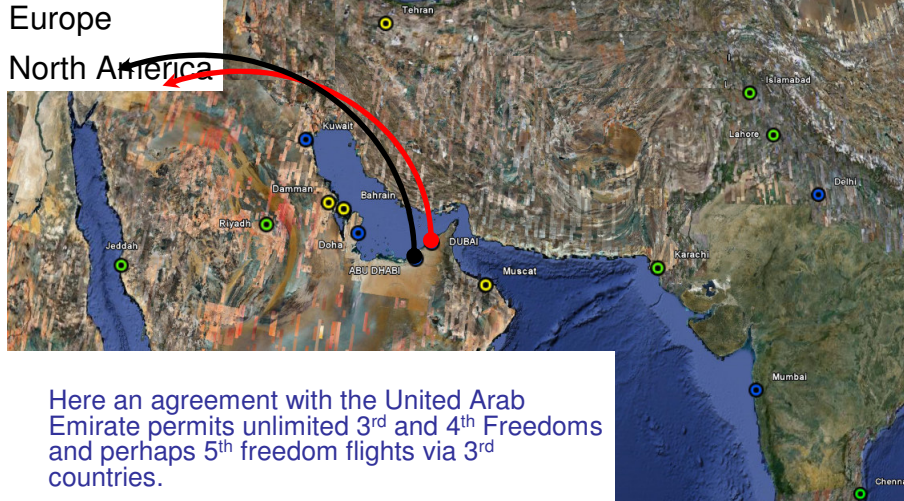 Europe
North America
Tehran
Islamabad
Lahore
Kuwait
Delhi
Damman
Bahrain
Riyadh
Doha
DUBAI
Jeddah
ABU DHABI
Karachi
Muscat
Mumbai
Here an agreement with the United Arab
Emirate permits unlimited 3rd and 4th Freedoms
and perhaps 5th freedom flights via 3rd
countries.
Chenna